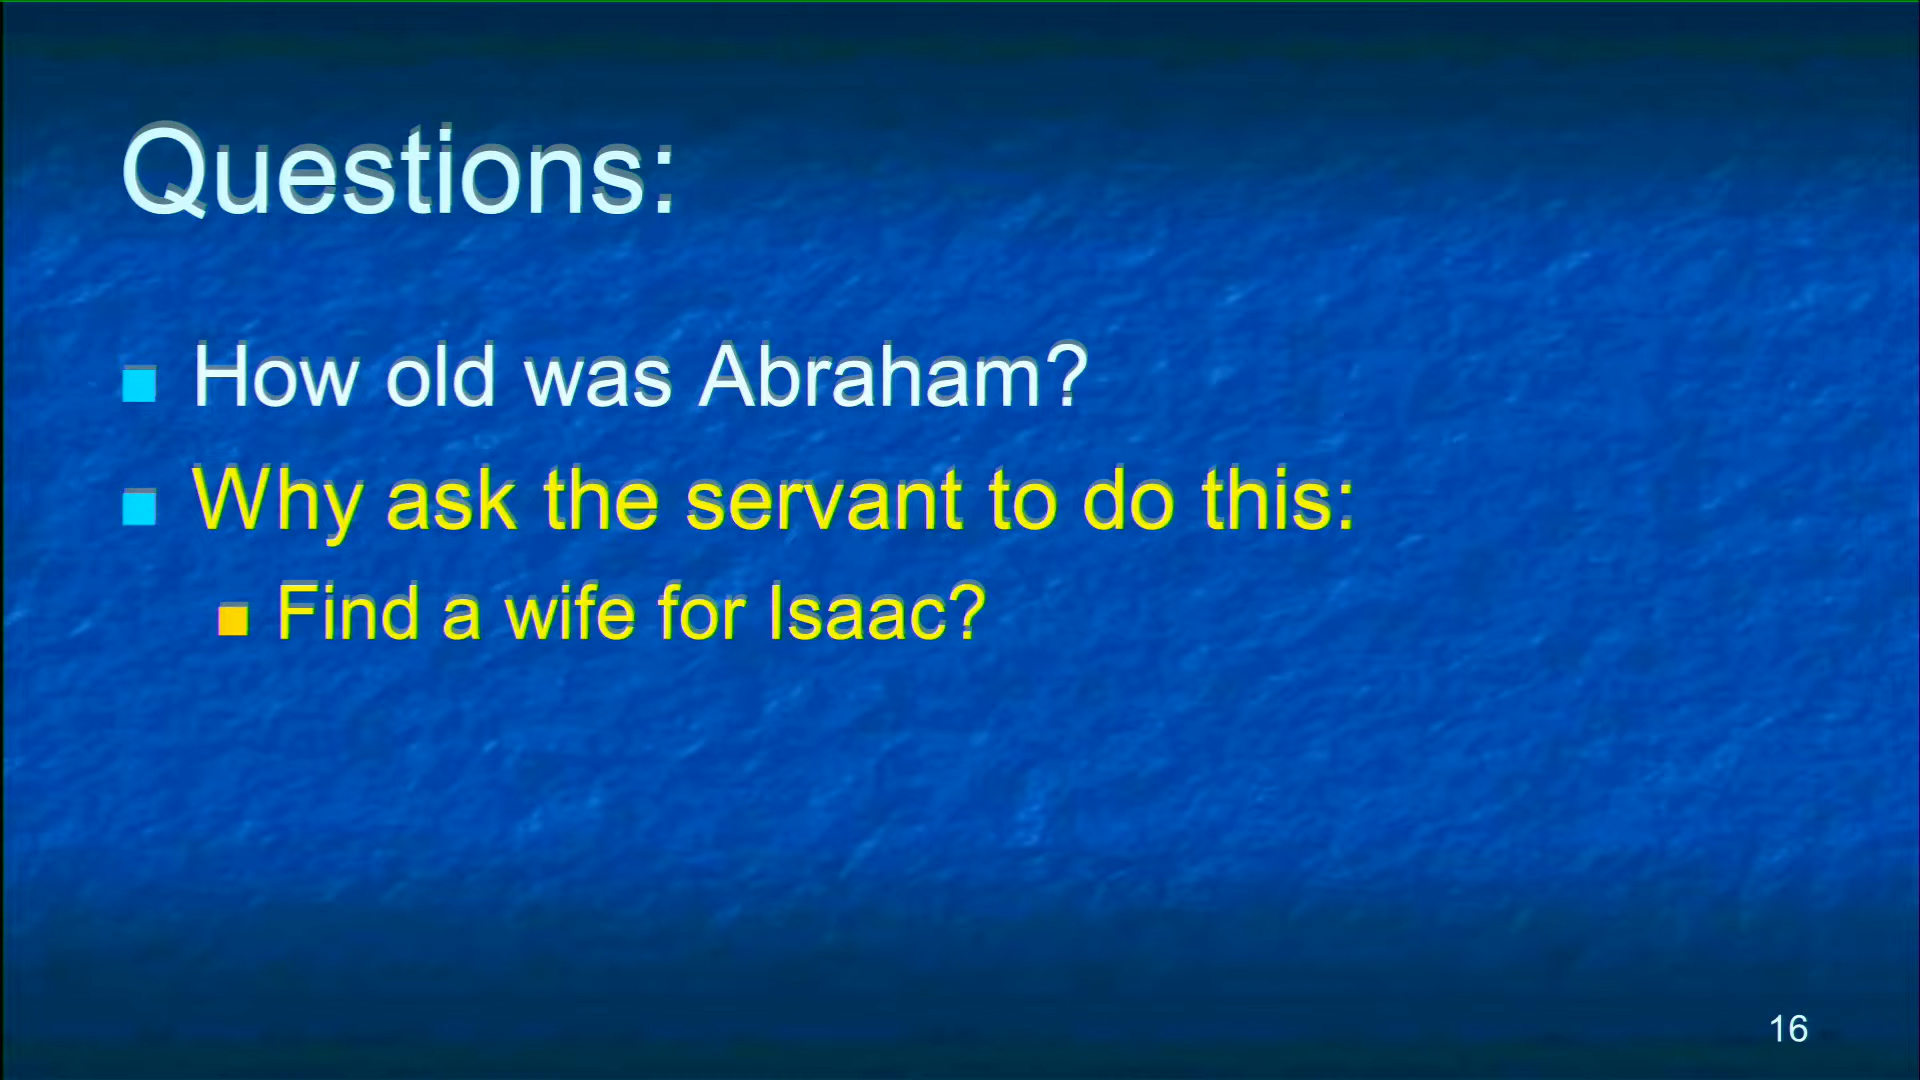 Questions:
How old was Abraham?
Why ask the servant to do this:
Find a wife for Isaac?
16